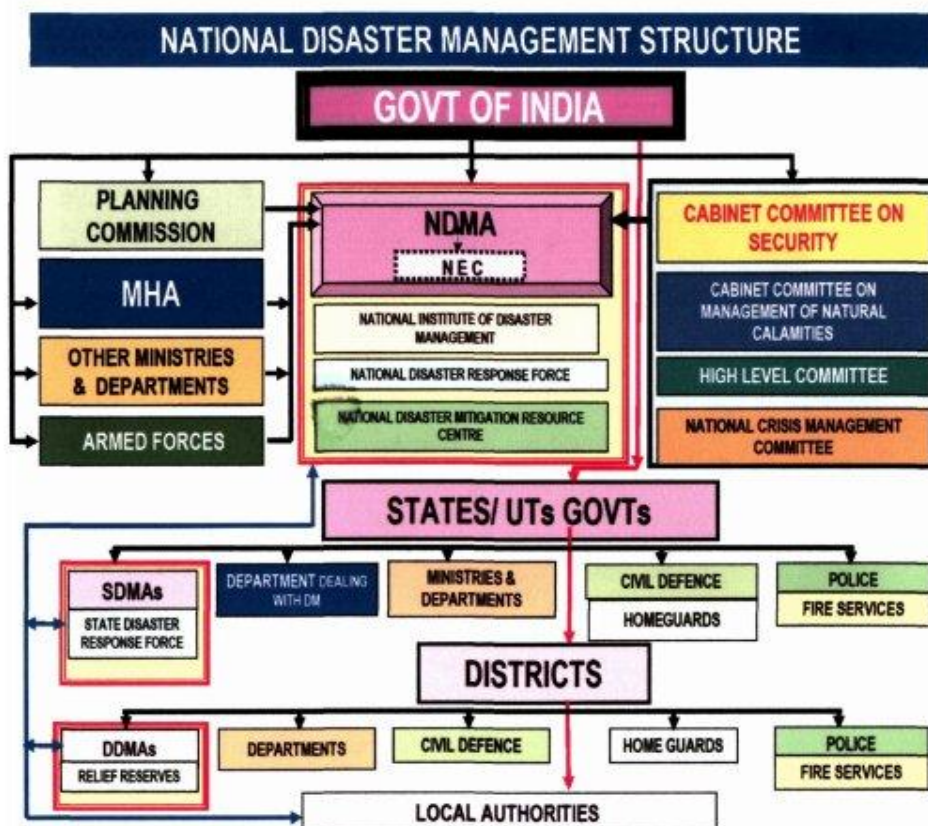 NATIONAL DISASTER MANAGEMENT STRUCTURE
GOVT OF INDIA
PLANNING
COMMISSION
MHA
OTHER MINISTRIES
& DEPARTMENTS
ARMED FORCES
NDMA
NEC
NATIONAL INSTITUTE OF DISASTER
MANAGEMENT
NATIONAL DISASTER RESPONSE FORCE
NATIONAL DISASTER MITIGATION RESOURCE
CENTRE
CABINET COMMITTEE ON
SECURITY
CABINET COMMITTEE ON
MANAGEMENT OF NATURAL
CALAMITIES
HIGH LEVEL COMMITTEE
NATIONAL CRISIS MANAGEMENT
COMMITTEE
STATES/ UTs GOVTs
SDMAs
STATE DISASTER
RESPONSE FORCE
DEPARTMENT DEALING
WITH DM
MINISTRIES &
DEPARTMENTS
CIVIL DEFENCE
HOMEGUARDS
POLICE
FIRE SERVICES
DISTRICTS
DDMAs
RELIEF RESERVES
DEPARTMENTS
CIVIL DEFENCE
HOME GUARDS
POLICE
FIRE SERVICES
LOCAL AUTHORITIES